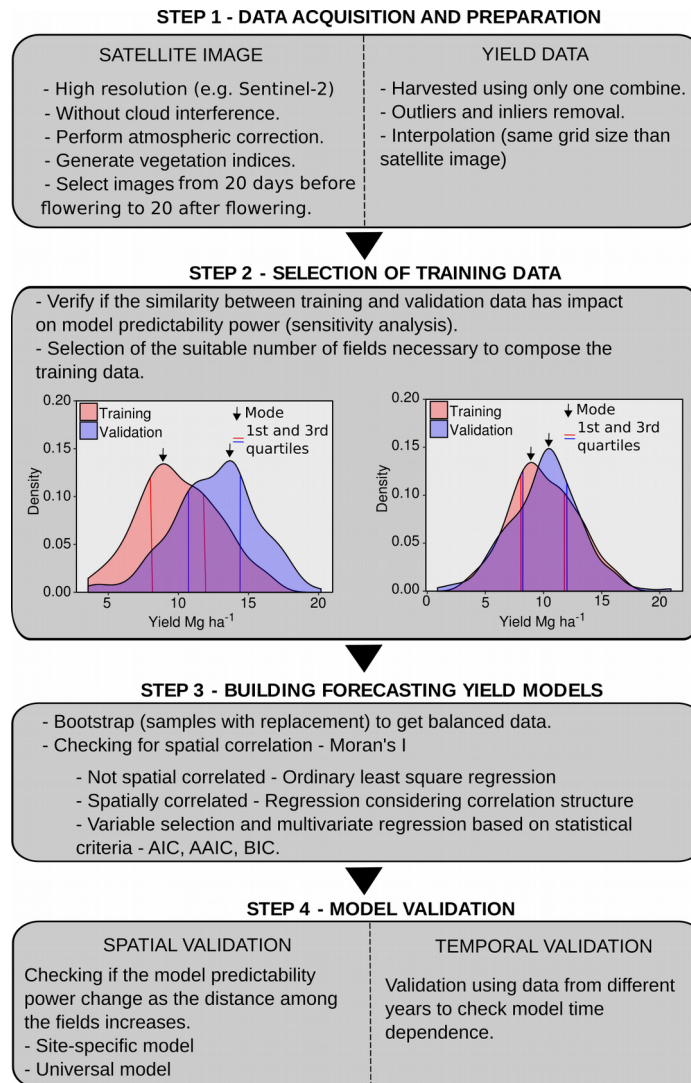 STEP 1 - DATA ACQUISITION AND PREPARATION
SATELLITE IMAGE
- High resolution (e.g. Sentinel-2)
- Without cloud interference.
- Perform atmospheric correction.
- Generate vegetation indices.
- Select images from 20 days before
flowering to 20 after flowering.
YIELD DATA
- Harvested using only one combine.
- Outliers and inliers removal.
- Interpolation (same grid size than
satellite image)
STEP 2 - SELECTION OF TRAINING DATA
- Verify if the similarity between training and validation data has impact
on model predictability power (sensitivity analysis).
- Selection of the suitable number of fields necessary to compose the
training data.
0.20
0.15
0.10
0.05
0.00
Density
Training
Validation
Mode
1st and 3rd
quartiles
5
10
15
20
Yield Mg ha⁻¹
0.20
0.15
0.10
0.05
0.00
Density
Training
Validation
Mode
1st and 3rd
quartiles
0
5
10
15
20
Yield Mg ha⁻¹
STEP 3 - BUILDING FORECASTING YIELD MODELS
- Bootstrap (samples with replacement) to get balanced data.
- Checking for spatial correlation - Moran's I
- Not spatial correlated - Ordinary least square regression
- Spatially correlated - Regression considering correlation structure
- Variable selection and multivariate regression based on statistical
criteria - AIC, AAIC, BIC.
STEP 4 - MODEL VALIDATION
SPATIAL VALIDATION
Checking if the model predictability
power change as the distance among
the fields increases.
- Site-specific model
- Universal model
TEMPORAL VALIDATION
Validation using data from different
years to check model time
dependence.